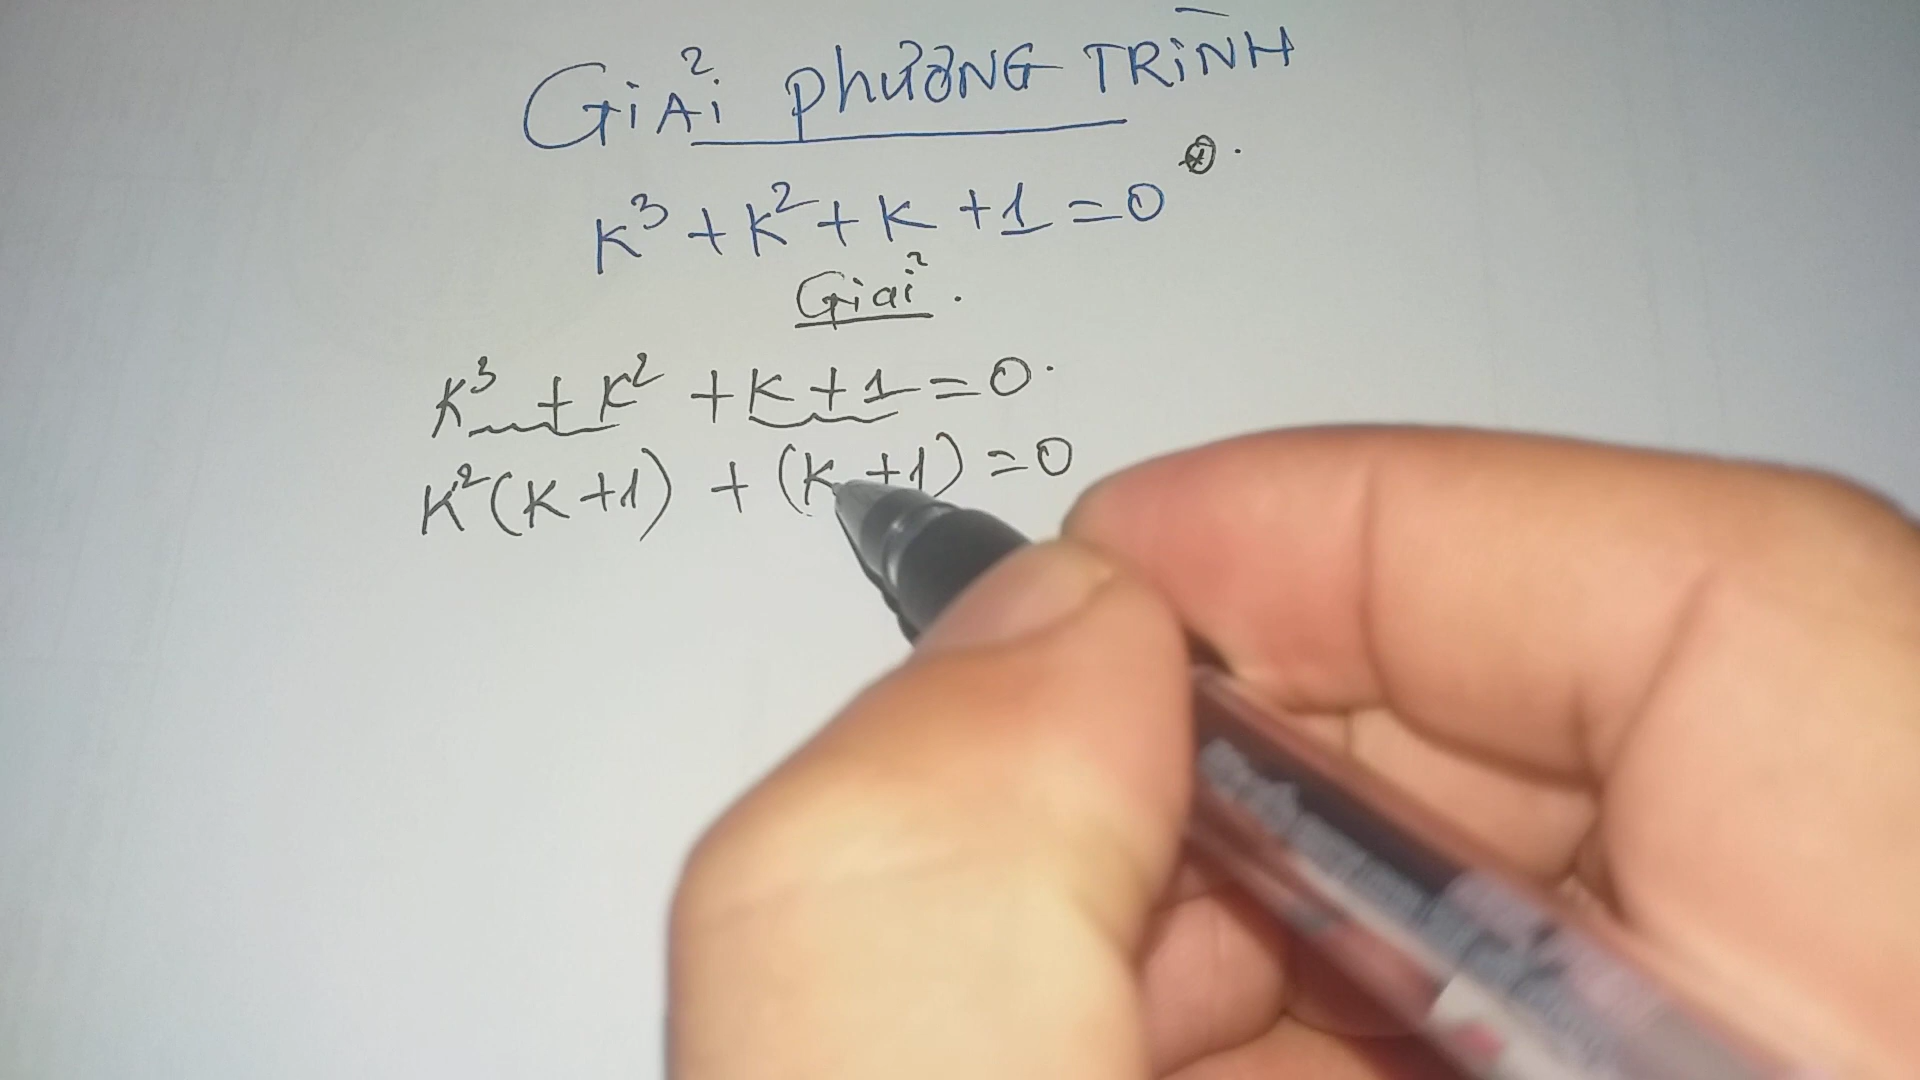 GiẢi phƯƠNG TRÌNH
K³ + K² + K + 1 = 0
Giải.
K³ + K² + K + 1 = 0.
K²(K + 1) + (K + 1) = 0